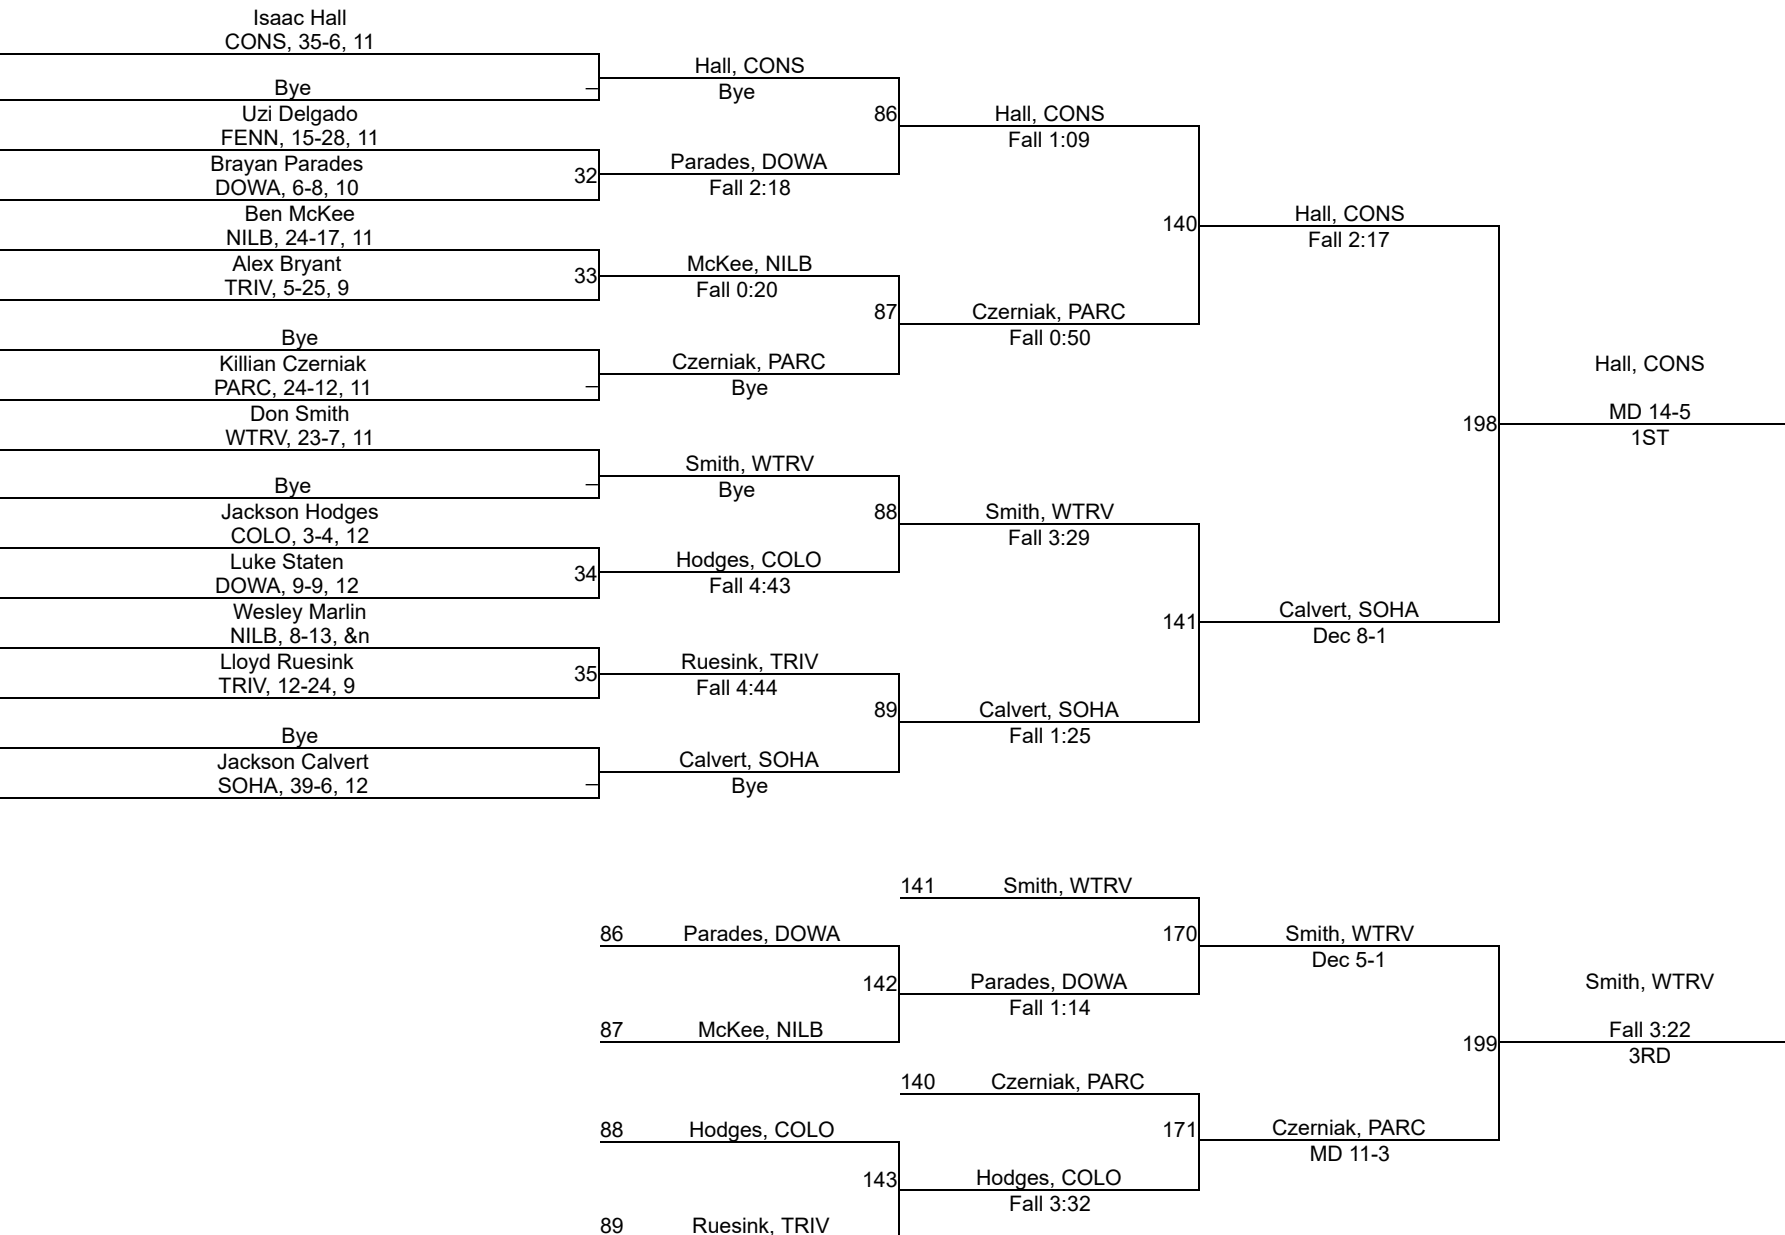 Isaac Hall
CONS, 35-6, 11
Bye
Uzi Delgado
FENN, 15-28, 11
Brayan Parades
DOWA, 6-8, 10
Ben McKee
NILB, 24-17, 11
Alex Bryant
TRIV, 5-25, 9
Bye
Killian Czerniak
PARC, 24-12, 11
Don Smith
WTRV, 23-7, 11
Bye
Jackson Hodges
COLO, 3-4, 12
Luke Staten
DOWA, 9-9, 12
Wesley Marlin
NILB, 8-13, &n
Lloyd Ruesink
TRIV, 12-24, 9
Bye
Jackson Calvert
SOHA, 39-6, 12
–
32
33
–
–
34
35
–
Hall, CONS
Bye
Parades, DOWA
Fall 2:18
McKee, NILB
Fall 0:20
Czerniak, PARC
Bye
Smith, WTRV
Bye
Hodges, COLO
Fall 4:43
Ruesink, TRIV
Fall 4:44
Calvert, SOHA
Bye
86
87
88
89
Hall, CONS
Fall 1:09
Czerniak, PARC
Fall 0:50
Smith, WTRV
Fall 3:29
Calvert, SOHA
Fall 1:25
140
141
Hall, CONS
Fall 2:17
Calvert, SOHA
Dec 8-1
198
Hall, CONS
MD 14-5
1ST
86 Parades, DOWA
87 McKee, NILB
88 Hodges, COLO
89 Ruesink, TRIV
142
143
141 Smith, WTRV
Parades, DOWA
Fall 1:14
140 Czerniak, PARC
Hodges, COLO
Fall 3:32
170
171
Smith, WTRV
Dec 5-1
Czerniak, PARC
MD 11-3
199
Smith, WTRV
Fall 3:22
3RD